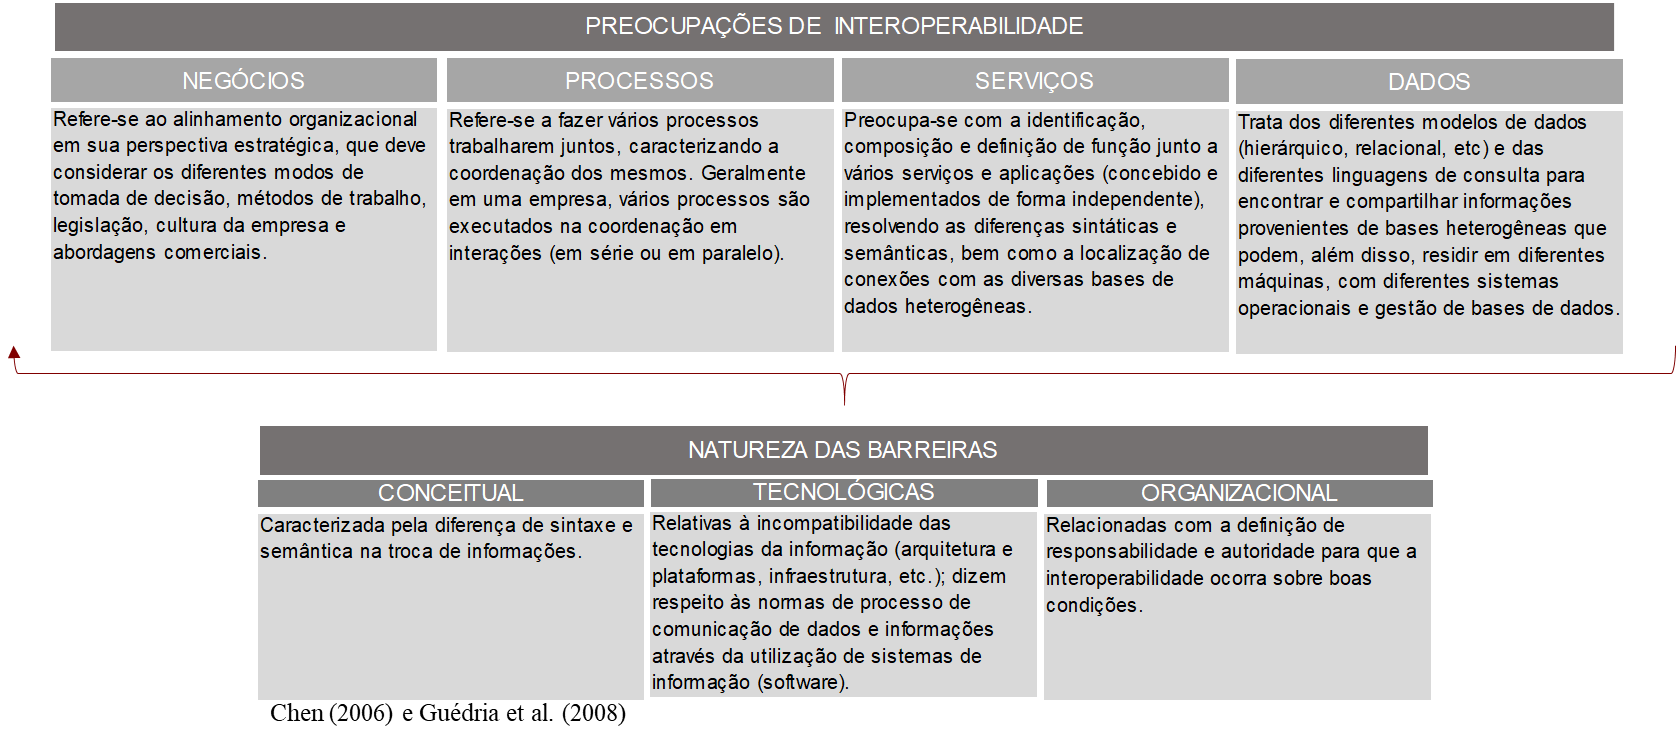 PREOCUPAÇÕES DE INTEROPERABILIDADE
NEGÓCIOS
Refere-se ao alinhamento organizacional
em sua perspectiva estratégica, que deve
considerar os diferentes modos de
tomada de decisão, métodos de trabalho,
legislação, cultura da empresa e
abordagens comerciais.
PROCESSOS
Refere-se a fazer vários processos
trabalharem juntos, caracterizando a
coordenação dos mesmos. Geralmente
em uma empresa, vários processos são
executados na coordenação em
interações (em série ou em paralelo).
SERVIÇOS
Preocupa-se com a identificação,
composição e definição de função junto a
vários serviços e aplicações (concebido e
implementados de forma independente),
resolvendo as diferenças sintáticas e
semânticas, bem como a localização de
conexões com as diversas bases de
dados heterogêneas.
DADOS
Trata dos diferentes modelos de dados
(hierárquico, relacional, etc) e das
diferentes linguagens de consulta para
encontrar e compartilhar informações
provenientes de bases heterogêneas que
podem, além disso, residir em diferentes
máquinas, com diferentes sistemas
operacionais e gestão de bases de dados.
NATUREZA DAS BARREIRAS
CONCEITUAL
Caracterizada pela diferença de sintaxe e
semântica na troca de informações.
TECNOLÓGICAS
Relativas à incompatibilidade das
tecnologias da informação (arquitetura e
plataformas, infraestrutura, etc.); dizem
respeito às normas de processo de
comunicação de dados e informações
através da utilização de sistemas de
informação (software).
ORGANIZACIONAL
Relacionadas com a definição de
responsabilidade e autoridade para que a
interoperabilidade ocorra sobre boas
condições.
Chen (2006) e Guédria et al. (2008)